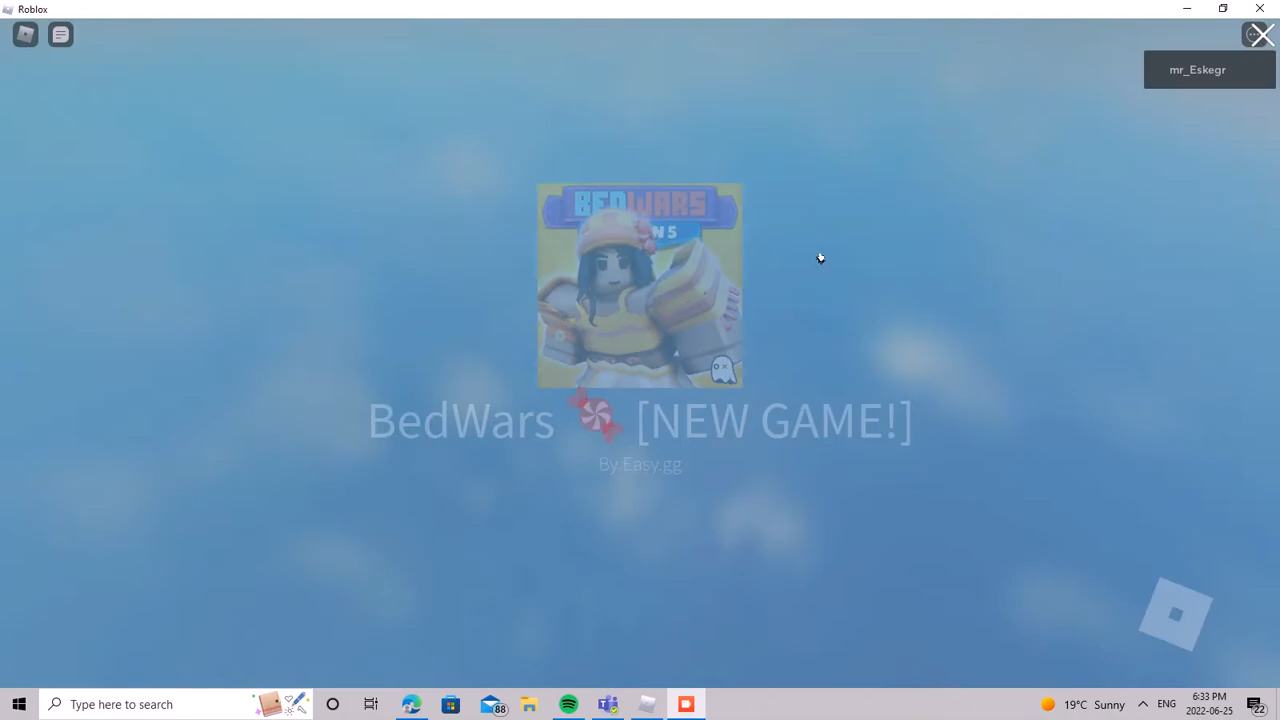 Roblox
mr_Eskegr
BEDWARS
N 5
BedWars [NEW GAME!]
By Easy.gg
Type here to search
88
19°C Sunny
ENG
6:33 PM
2022-06-25
22